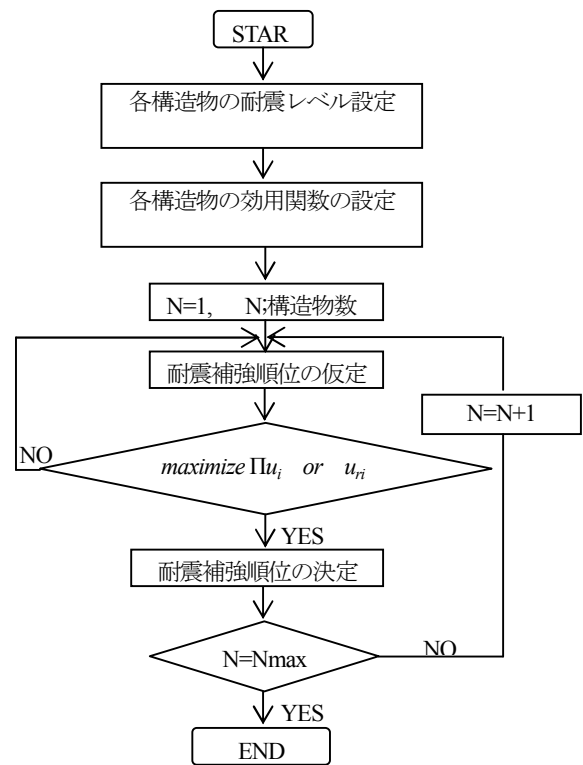 STAR
各構造物の耐震レベル設定
各構造物の効用関数の設定
N=1, N;構造物数
耐震補強順位の仮定
N=N+1
NO
maximize Πu_i or u_ri
YES
耐震補強順位の決定
N=Nmax
NO
YES
END